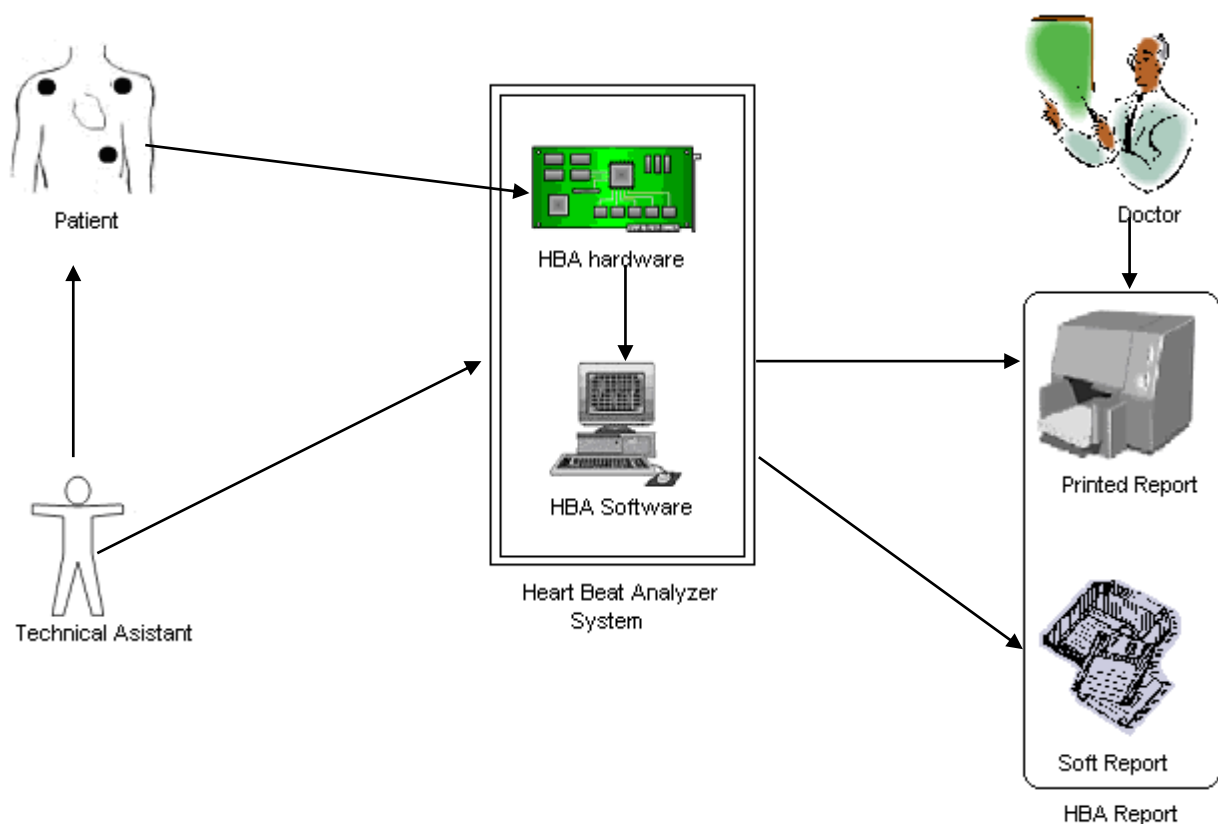 Patient
Doctor
HBA hardware
Printed Report
HBA Software
Heart Beat Analyzer
System
Technical Asistant
Soft Report
HBA Report